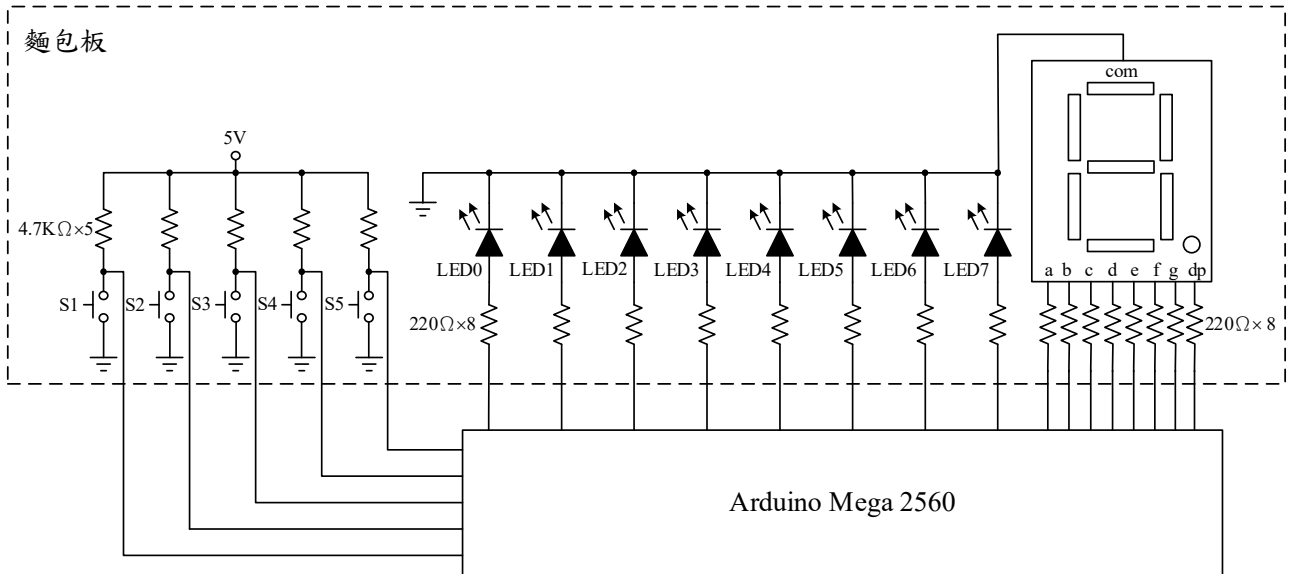 麵包板
com
5V
4.7KΩ×5
S1 S2 S3 S4 S5
LED0 LED1 LED2 LED3 LED4 LED5 LED6 LED7
a b c d e f g dp
220Ω×8
220Ω×8
Arduino Mega 2560